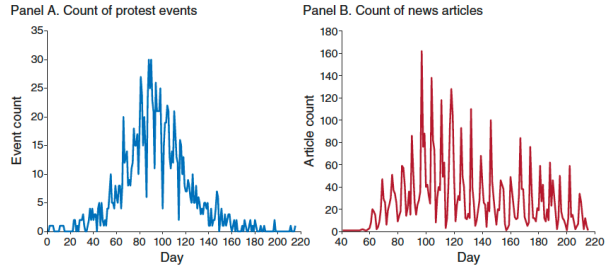 Panel A. Count of protest events
35
30
25
20
15
10
5
0
Event count
0 20 40 60 80 100 120 140 160 180 200 220
Day
Panel B. Count of news articles
180
160
140
120
100
80
60
40
20
0
Article count
40 60 80 100 120 140 160 180 200 220
Day